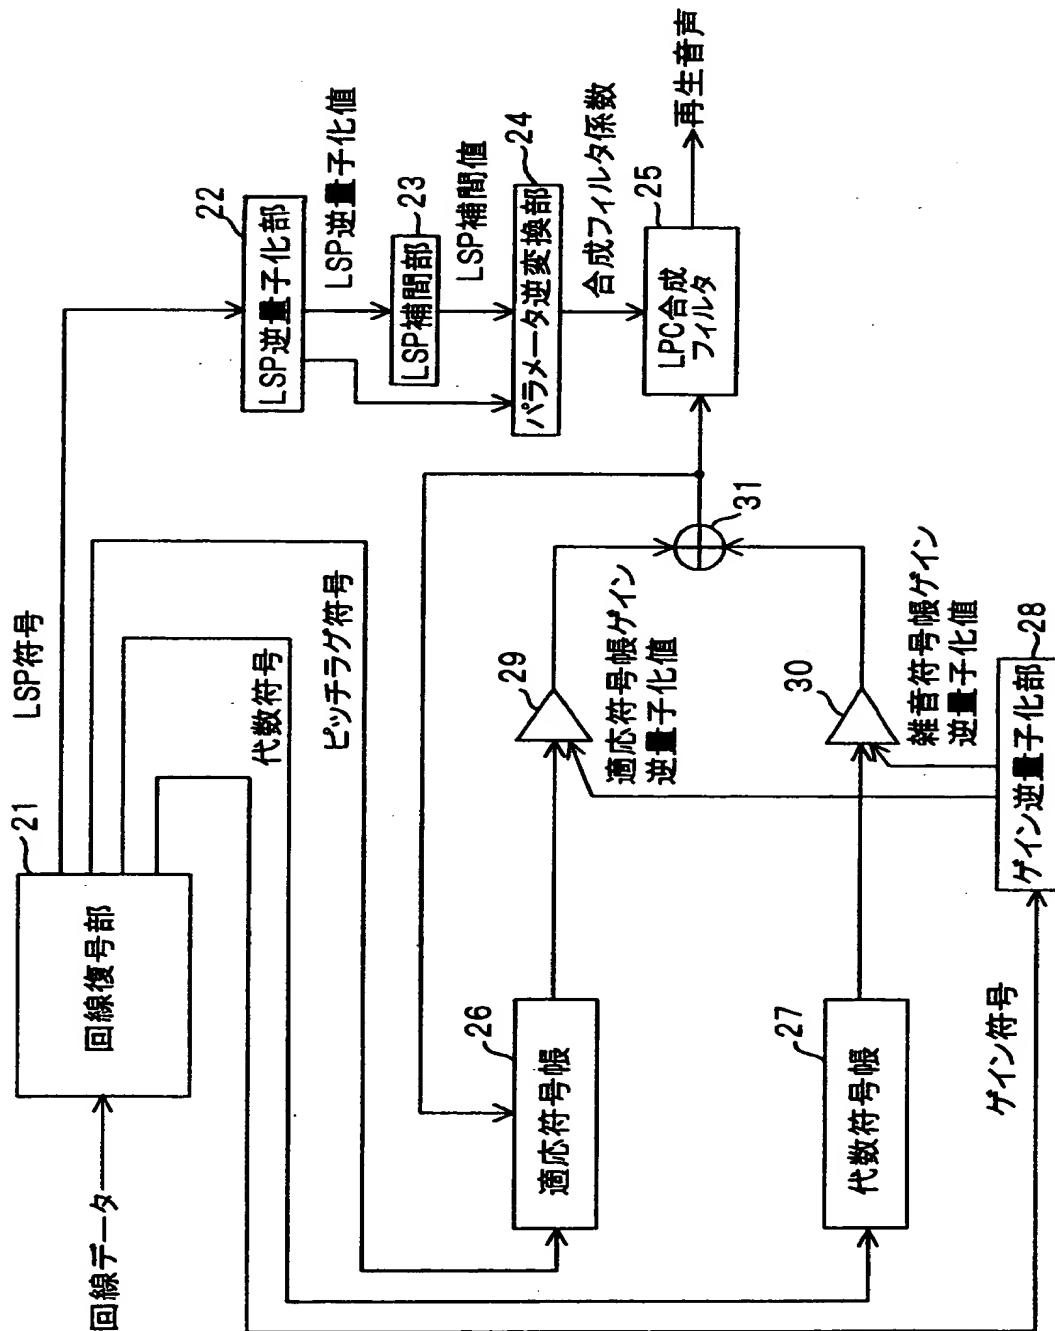 回線データ
回線復号部
21
LSP符号
代数符号
ピッチラグ符号
22
LSP逆量子化部
LSP逆量子化値
23
LSP補間部
LSP補間値
24
パラメータ逆変換部
合成フィルタ係数
25
LPC合成
フィルタ
再生音声
26
適応符号帳
29
適応符号帳ゲイン
逆量子化値
31
27
代数符号帳
30
雑音符号帳ゲイン
逆量子化値
ゲイン符号
ゲイン逆量子化部
28